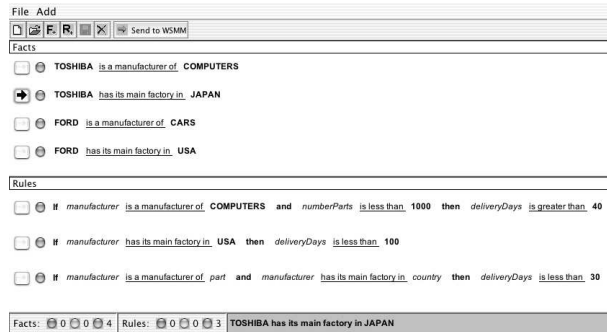 File Add
F. R. Send to WSMM
Facts
TOSHIBA is a manufacturer of COMPUTERS
TOSHIBA has its main factory in JAPAN
FORD is a manufacturer of CARS
FORD has its main factory in USA
Rules
If manufacturer is a manufacturer of COMPUTERS and numberParts is less than 1000 then deliveryDays is greater than 40
If manufacturer has its main factory in USA then deliveryDays is less than 100
If manufacturer is a manufacturer of part and manufacturer has its main factory in country then deliveryDays is less than 30
Facts: 0 0 4 Rules: 0 0 3 TOSHIBA has its main factory in JAPAN